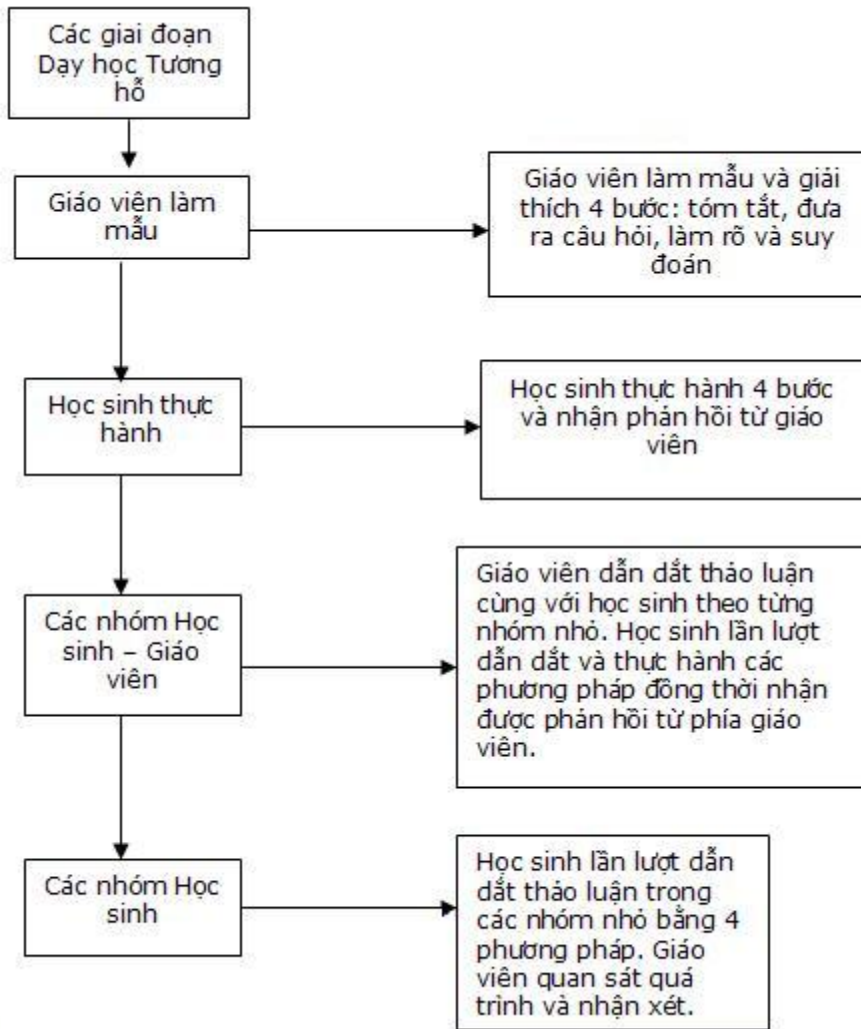 Các giai đoạn
Dạy học Tương
hỗ
Giáo viên làm
mẫu
Giáo viên làm mẫu và giải
thích 4 bước: tóm tắt, đưa
ra câu hỏi, làm rõ và suy
đoán
Học sinh thực
hành
Học sinh thực hành 4 bước
và nhận phản hồi từ giáo
viên
Các nhóm Học
sinh – Giáo
viên
Giáo viên dẫn dắt thảo luận
cùng với học sinh theo từng
nhóm nhỏ. Học sinh lần lượt
dẫn dắt và thực hành các
phương pháp đồng thời nhận
được phản hồi từ phía giáo
viên.
Các nhóm Học
sinh
Học sinh lần lượt dẫn
dắt thảo luận trong
các nhóm nhỏ bằng 4
phương pháp. Giáo
viên quan sát quá
trình và nhận xét.